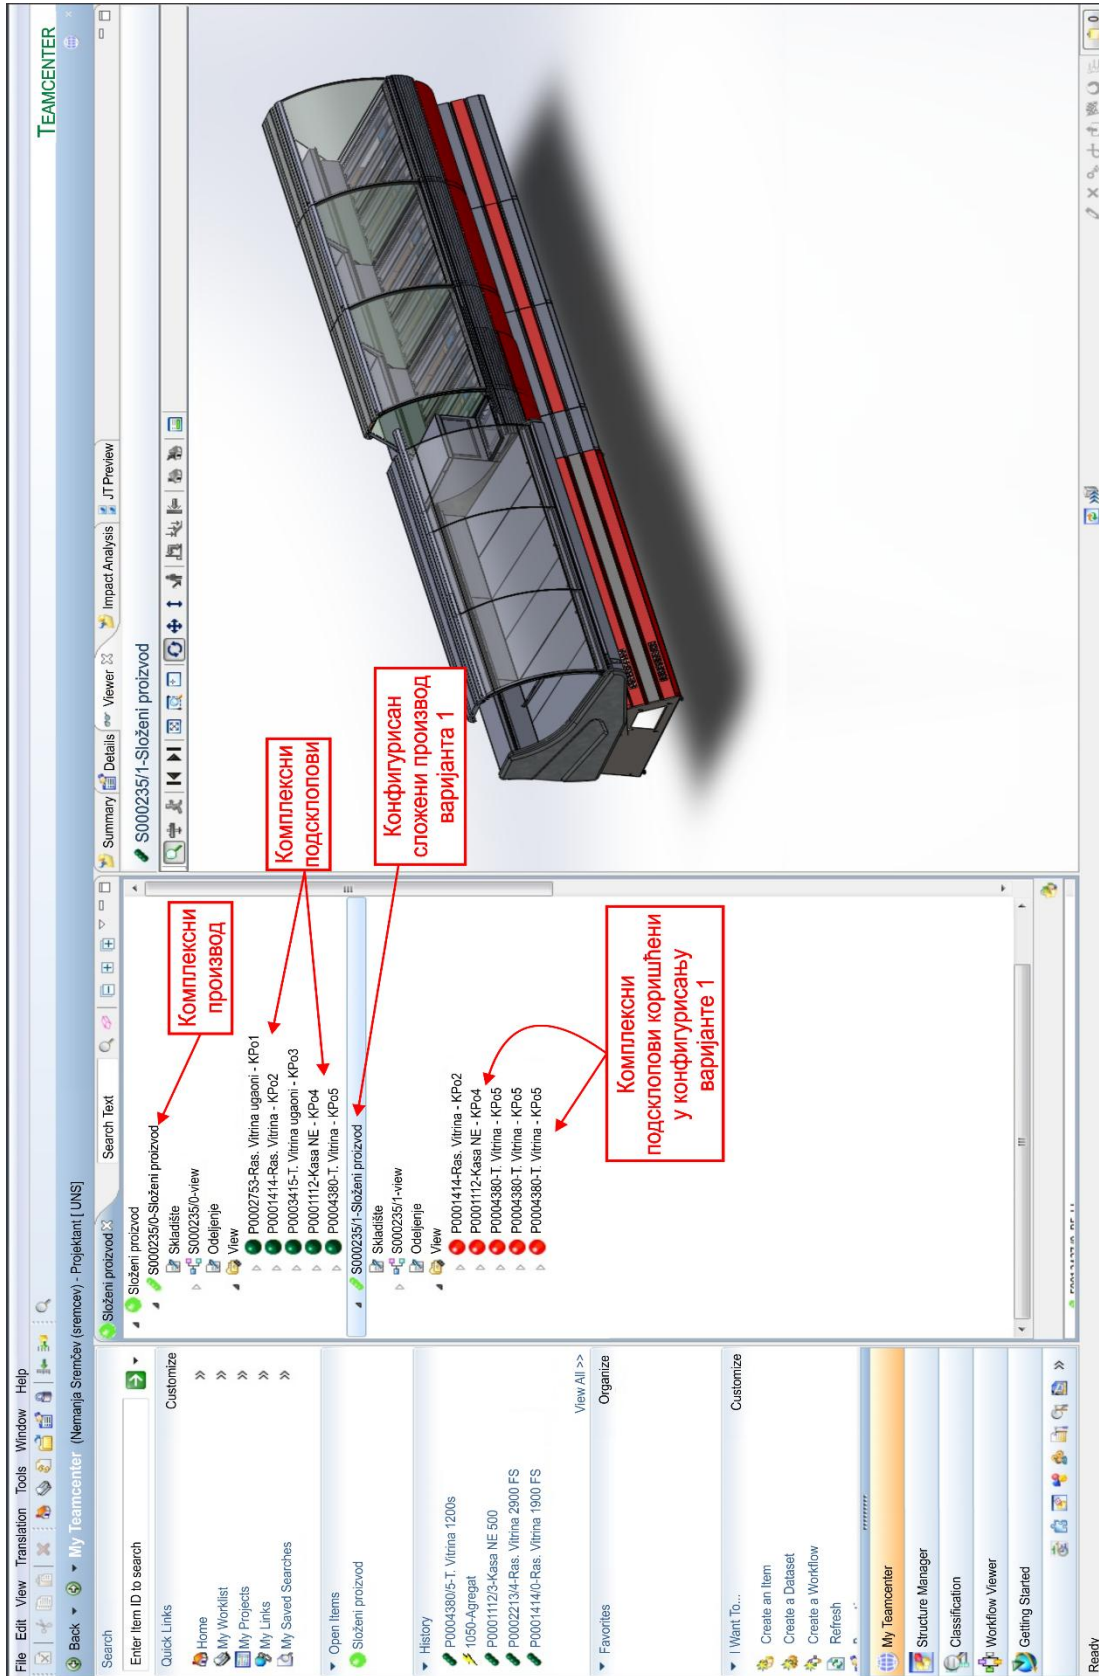 File Edit View Translation Tools Window Help
TEAMCENTER
Back
My Teamcenter (Nemanja Sremčev (sremcev) - Projektant [ UNS]
Search
Enter Item ID to search
Quick Links
Customize
Home
My Worklist
My Projects
My Links
My Saved Searches
Open Items
Složeni proizvod
History
P0004380/5-T. Vitrina 1200s
1050-Agregat
P0001112/3-Kasa NE 500
P0002213/4-Ras. Vitrina 2900 FS
P0001414/0-Ras. Vitrina 1900 FS
View All >>
Favorites
Organize
I Want To...
Customize
Create an Item
Create a Dataset
Create a Workflow
Refresh
My Teamcenter
Structure Manager
Classification
Workflow Viewer
Getting Started
Ready
Složeni proizvod
Search Text
Složeni proizvod
S000235/0-Složeni proizvod
Skladište
S000235/0-view
Odeljenje
View
P0002753-Ras. Vitrina ugaoni - KPo1
P0001414-Ras. Vitrina - KPo2
P0003415-T. Vitrina ugaoni - KPo3
P0001112-Kasa NE - KPo4
P0004380-T. Vitrina - KPo5
S000235/1-Složeni proizvod
Skladište
S000235/1-view
Odeljenje
View
P0001414-Ras. Vitrina - KPo2
P0001112-Kasa NE - KPo4
P0004380-T. Vitrina - KPo5
P0004380-T. Vitrina - KPo5
P0004380-T. Vitrina - KPo5
Комплексни
производ
Комплексни
подсклопови
Конфигурисан
сложени производ
варијанта 1
Комплексни
подсклопови коришћени
у конфигурисању
варијанте 1
Summary Details Viewer Impact Analysis JT Preview
S000235/1-Složeni proizvod
0